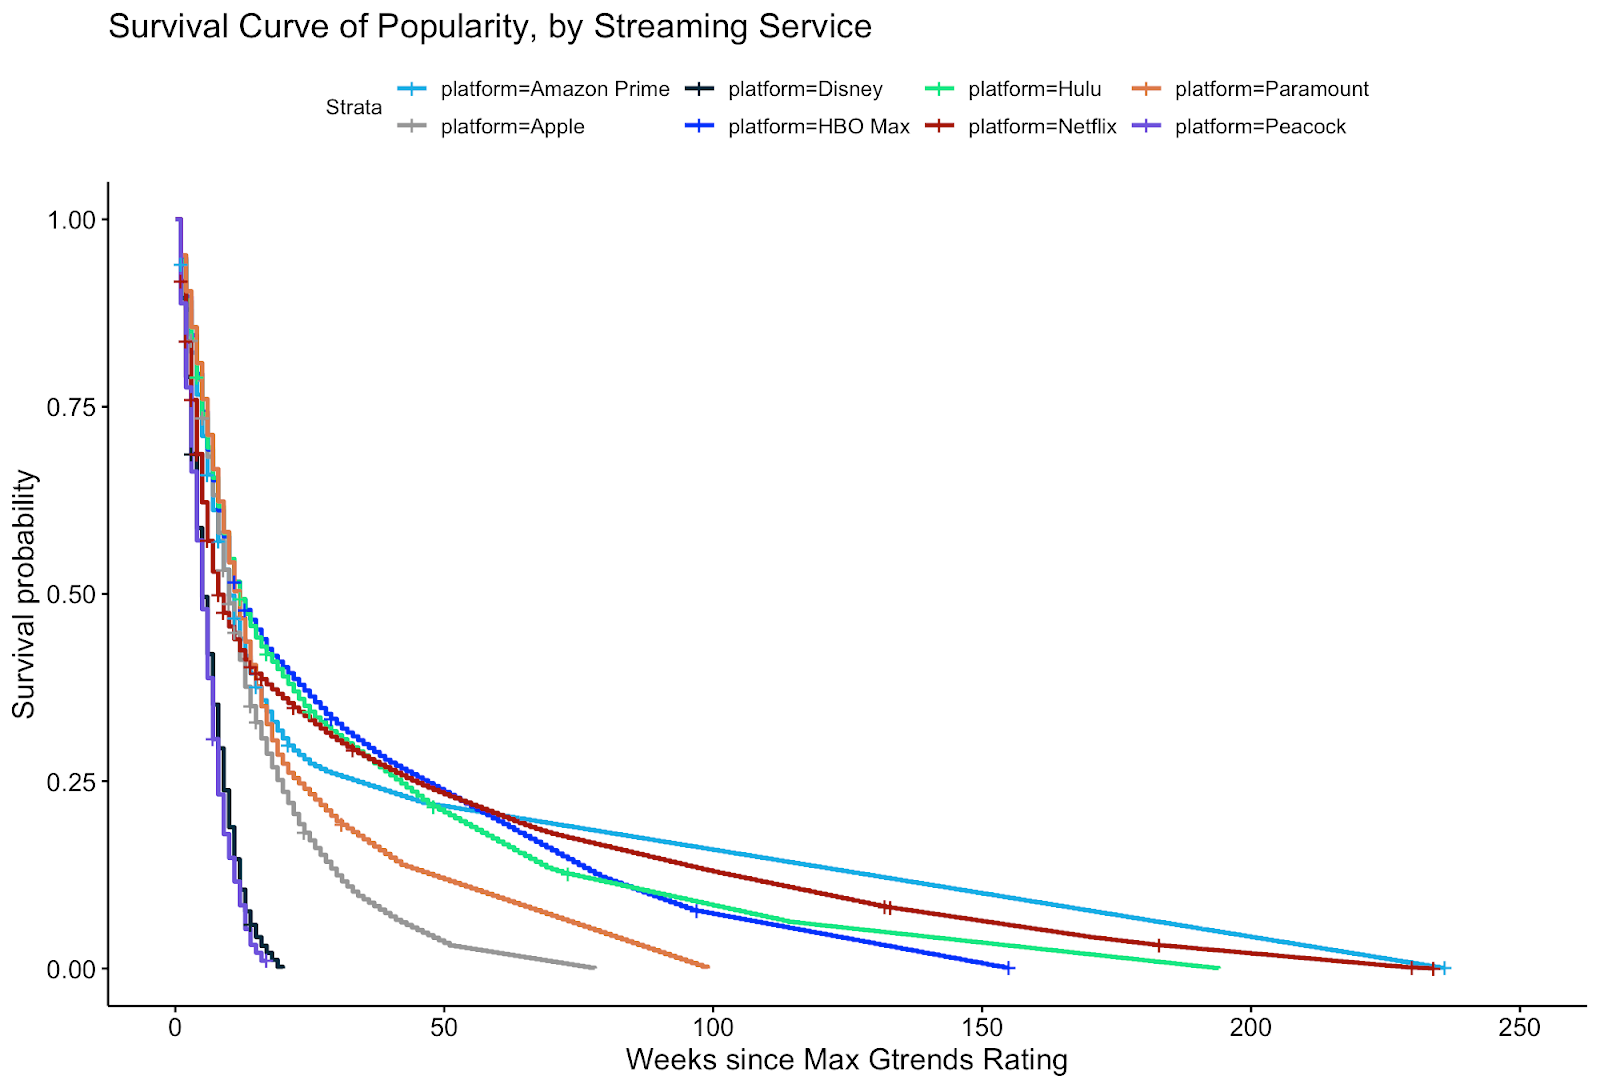 Survival Curve of Popularity, by Streaming Service
Strata
platform=Amazon Prime platform=Disney platform=Hulu platform=Paramount
platform=Apple platform=HBO Max platform=Netflix platform=Peacock
Survival probability
1.00
0.75
0.50
0.25
0.00
0 50 100 150 200 250
Weeks since Max Gtrends Rating